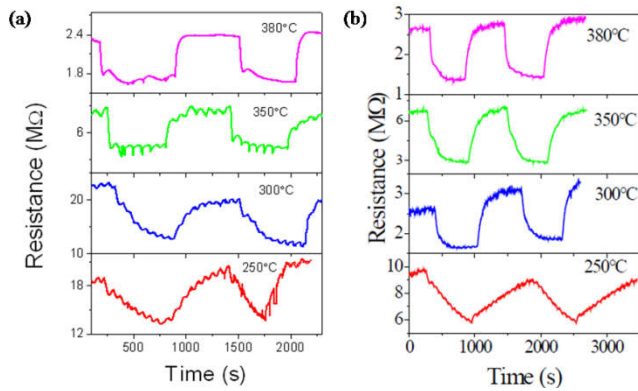 (a)
380°C
2.4
1.8
350°C
6
300°C
20
10
250°C
18
12
Resistance (MΩ)
500 1000 1500 2000
Time (s)
(b)
3
380℃
2
1
350℃
6
3
300℃
3
2
250℃
10
8
6
Resistance (MΩ)
0 1000 2000 3000
Time (s)